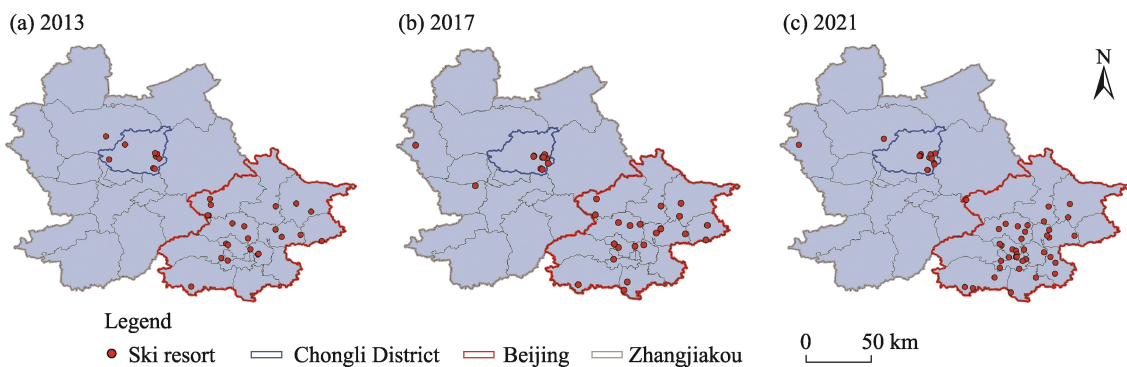 (a) 2013
(b) 2017
(c) 2021
N
Legend
Ski resort
Chongli District
Beijing
Zhangjiakou
0 50 km